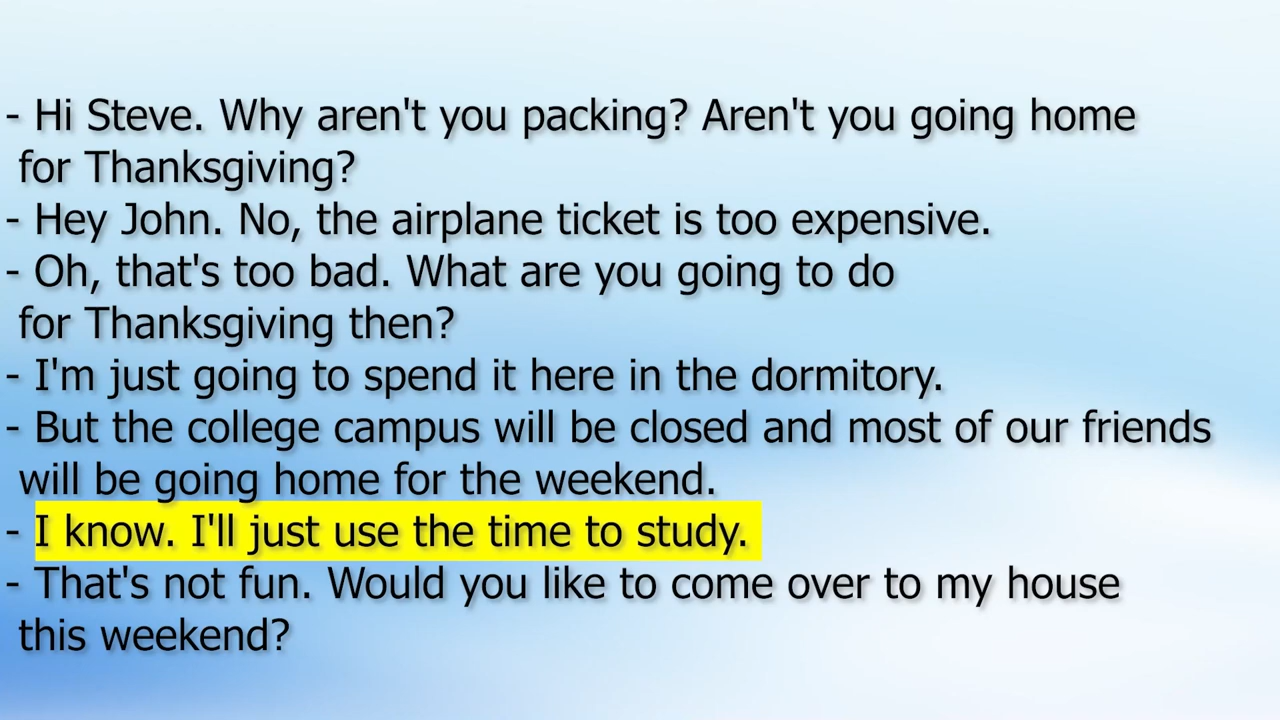 - Hi Steve. Why aren't you packing? Aren't you going home
for Thanksgiving?
- Hey John. No, the airplane ticket is too expensive.
- Oh, that's too bad. What are you going to do
for Thanksgiving then?
- I'm just going to spend it here in the dormitory.
- But the college campus will be closed and most of our friends
will be going home for the weekend.
- I know. I'll just use the time to study.
- That's not fun. Would you like to come over to my house
this weekend?